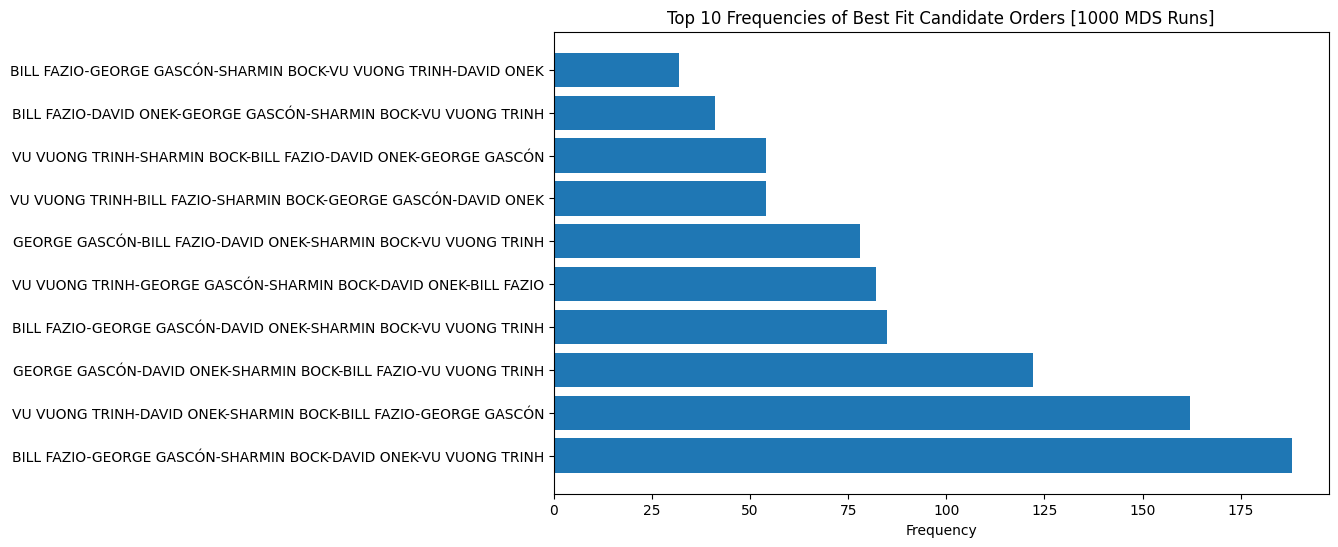 Top 10 Frequencies of Best Fit Candidate Orders [1000 MDS Runs]
BILL FAZIO-GEORGE GASCÓN-SHARMIN BOCK-VU VUONG TRINH-DAVID ONEK
BILL FAZIO-DAVID ONEK-GEORGE GASCÓN-SHARMIN BOCK-VU VUONG TRINH
VU VUONG TRINH-SHARMIN BOCK-BILL FAZIO-DAVID ONEK-GEORGE GASCÓN
VU VUONG TRINH-BILL FAZIO-SHARMIN BOCK-GEORGE GASCÓN-DAVID ONEK
GEORGE GASCÓN-BILL FAZIO-DAVID ONEK-SHARMIN BOCK-VU VUONG TRINH
VU VUONG TRINH-GEORGE GASCÓN-SHARMIN BOCK-DAVID ONEK-BILL FAZIO
BILL FAZIO-GEORGE GASCÓN-DAVID ONEK-SHARMIN BOCK-VU VUONG TRINH
GEORGE GASCÓN-DAVID ONEK-SHARMIN BOCK-BILL FAZIO-VU VUONG TRINH
VU VUONG TRINH-DAVID ONEK-SHARMIN BOCK-BILL FAZIO-GEORGE GASCÓN
BILL FAZIO-GEORGE GASCÓN-SHARMIN BOCK-DAVID ONEK-VU VUONG TRINH
0 25 50 75 100 125 150 175
Frequency